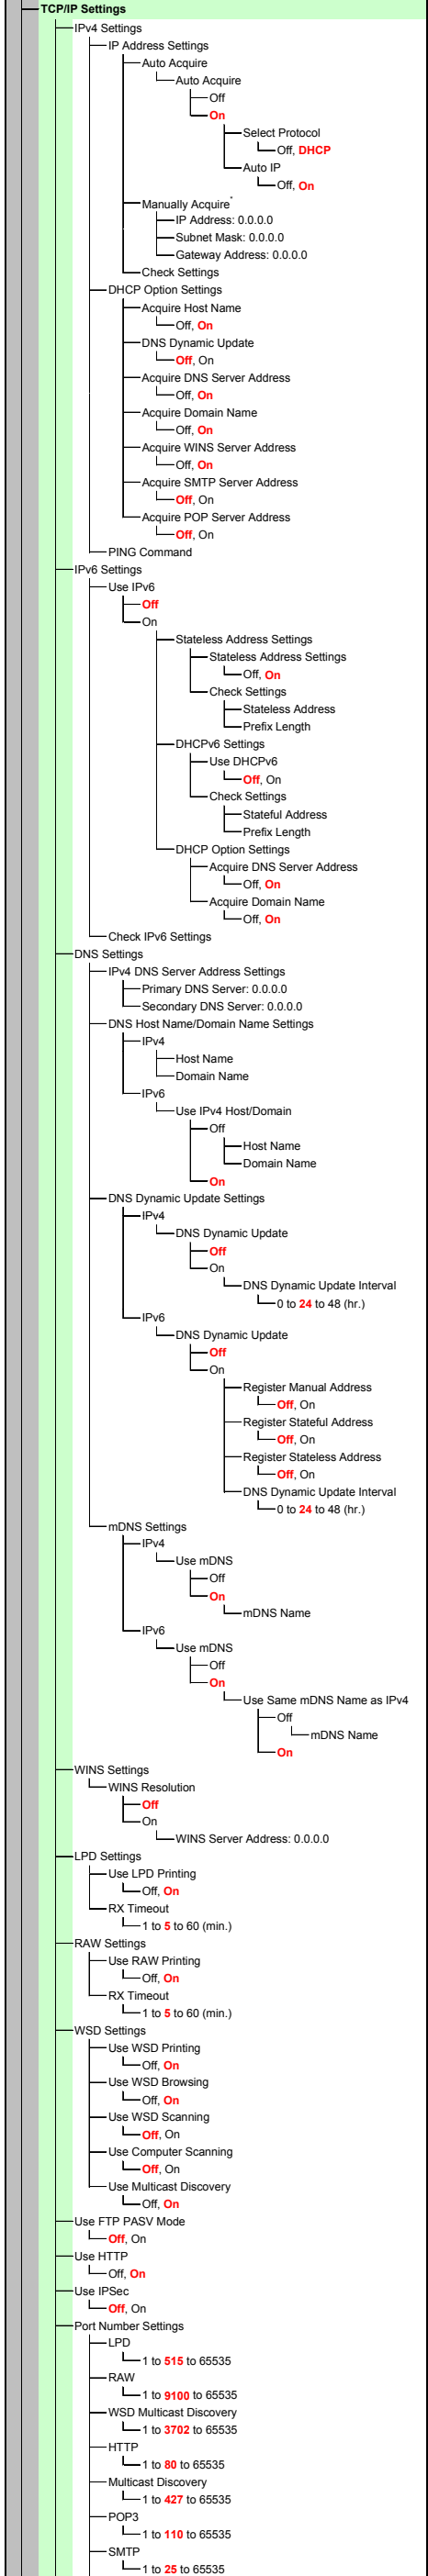 TCP/IP Settings
IPv4 Settings
IP Address Settings
Auto Acquire
Auto Acquire
Off
On
Select Protocol
Off, DHCP
Auto IP
Off, On
Manually Acquire*
IP Address: 0.0.0.0
Subnet Mask: 0.0.0.0
Gateway Address: 0.0.0.0
Check Settings
DHCP Option Settings
Acquire Host Name
Off, On
DNS Dynamic Update
Off, On
Acquire DNS Server Address
Off, On
Acquire Domain Name
Off, On
Acquire WINS Server Address
Off, On
Acquire SMTP Server Address
Off, On
Acquire POP Server Address
Off, On
PING Command
IPv6 Settings
Use IPv6
Off
On
Stateless Address Settings
Stateless Address Settings
Off, On
Check Settings
Stateless Address
Prefix Length
DHCPv6 Settings
Use DHCPv6
Off, On
Check Settings
Stateful Address
Prefix Length
DHCP Option Settings
Acquire DNS Server Address
Off, On
Acquire Domain Name
Off, On
Check IPv6 Settings
DNS Settings
IPv4 DNS Server Address Settings
Primary DNS Server: 0.0.0.0
Secondary DNS Server: 0.0.0.0
DNS Host Name/Domain Name Settings
IPv4
Host Name
Domain Name
IPv6
Use IPv4 Host/Domain
Off
Host Name
Domain Name
On
DNS Dynamic Update Settings
IPv4
DNS Dynamic Update
Off
On
DNS Dynamic Update Interval
0 to 24 to 48 (hr.)
IPv6
DNS Dynamic Update
Off
On
Register Manual Address
Off, On
Register Stateful Address
Off, On
Register Stateless Address
Off, On
DNS Dynamic Update Interval
0 to 24 to 48 (hr.)
mDNS Settings
IPv4
Use mDNS
Off
On
mDNS Name
IPv6
Use mDNS
Off
On
Use Same mDNS Name as IPv4
Off
mDNS Name
On
WINS Settings
WINS Resolution
Off
On
WINS Server Address: 0.0.0.0
LPD Settings
Use LPD Printing
Off, On
RX Timeout
1 to 5 to 60 (min.)
RAW Settings
Use RAW Printing
Off, On
RX Timeout
1 to 5 to 60 (min.)
WSD Settings
Use WSD Printing
Off, On
Use WSD Browsing
Off, On
Use WSD Scanning
Off, On
Use Computer Scanning
Off, On
Use Multicast Discovery
Off, On
Use FTP PASV Mode
Off, On
Use HTTP
Off, On
Use IPSec
Off, On
Port Number Settings
LPD
1 to 515 to 65535
RAW
1 to 9100 to 65535
WSD Multicast Discovery
1 to 3702 to 65535
HTTP
1 to 80 to 65535
Multicast Discovery
1 to 427 to 65535
POP3
1 to 110 to 65535
SMTP
1 to 25 to 65535